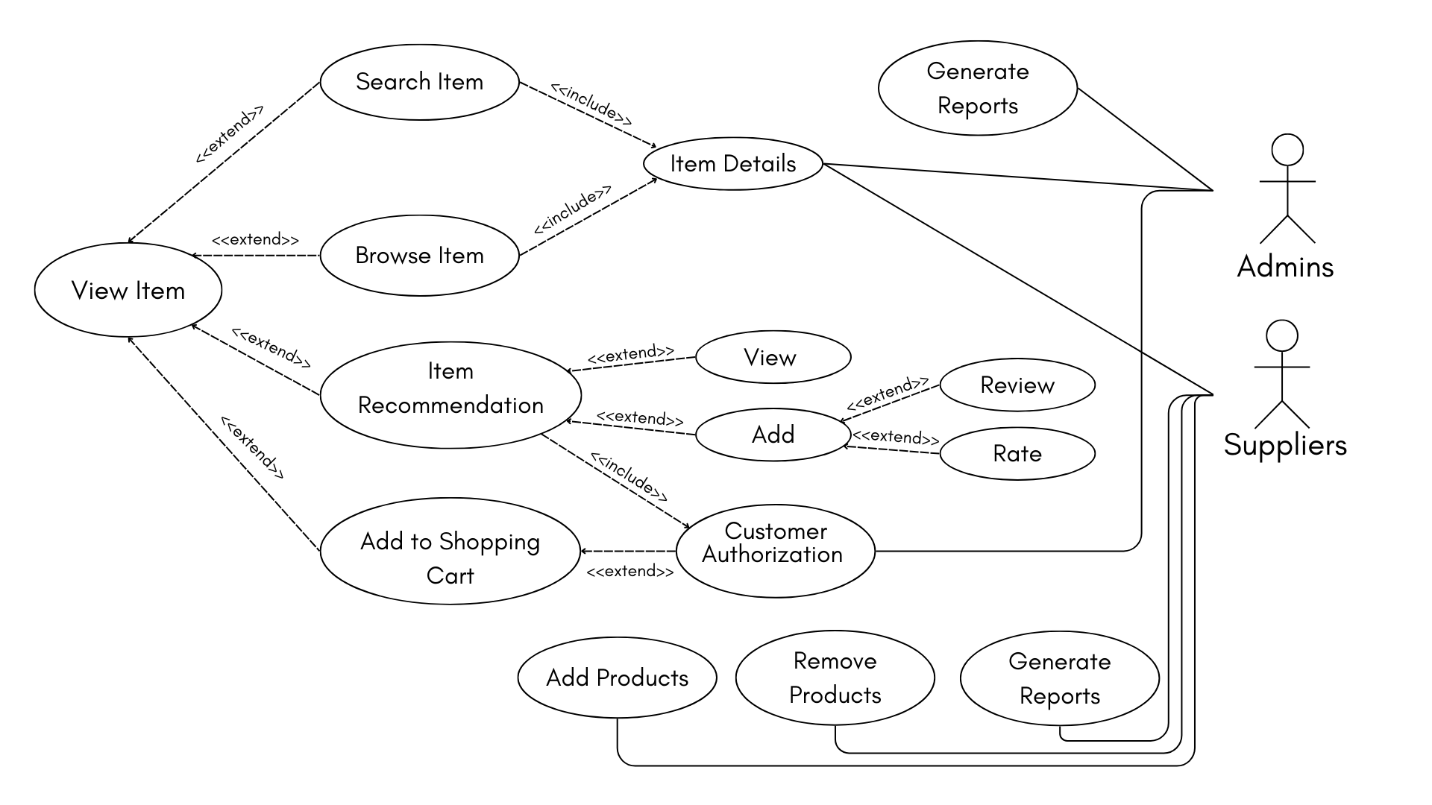 Generate
Reports
Search Item
<<include>>
<<extend>>
Item Details
<<include>>
<<extend>>
Browse Item
Admins
View Item
<<extend>>
Item
Recommendation
<<extend>>
View
<<extend>>
Review
<<extend>>
Add
<<extend>>
Rate
Suppliers
<<extend>>
<<include>>
Add to Shopping
Cart
Customer
Authorization
<<extend>>
Add Products
Remove
Products
Generate
Reports